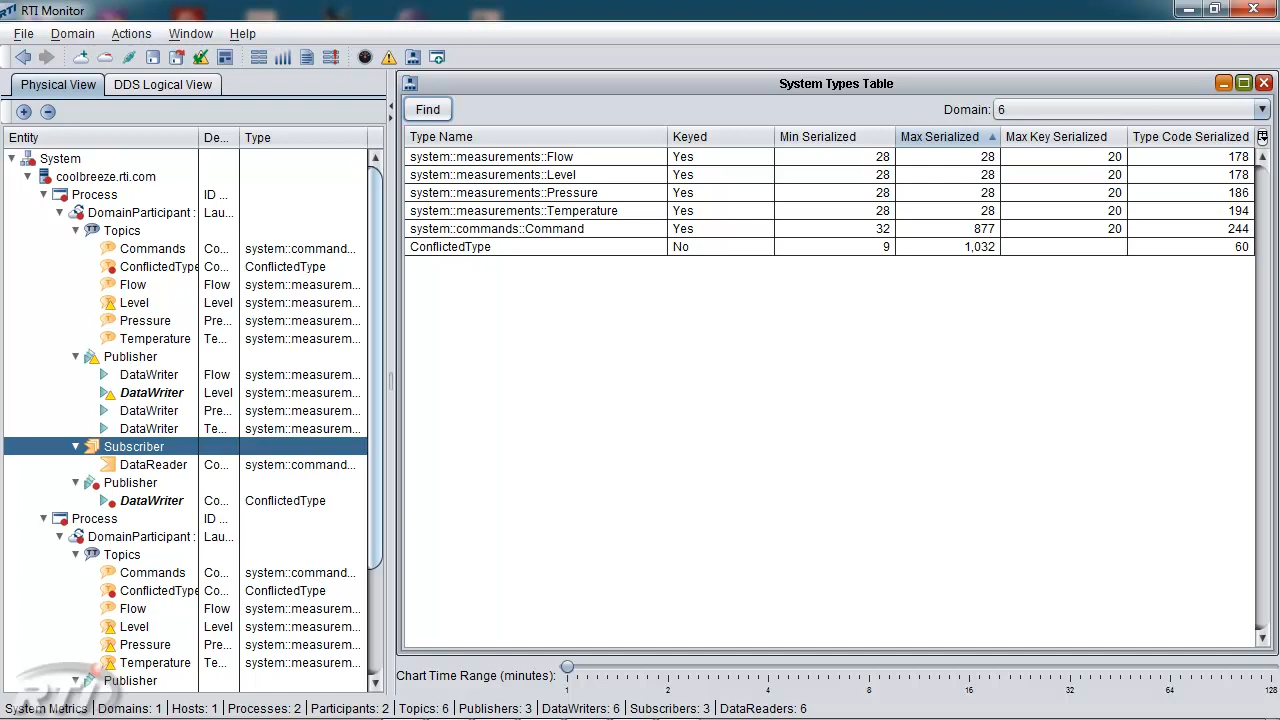 RTI Monitor
File Domain Actions Window Help
Physical View DDS Logical View
Entity De... Type
System
coolbreeze.rti.com
Process ID ...
DomainParticipant : Lau...
Topics
Commands Co... system::command...
ConflictedType Co... ConflictedType
Flow Flow system::measurem...
Level Level system::measurem...
Pressure Pre... system::measurem...
Temperature Te... system::measurem...
Publisher
DataWriter Flow system::measurem...
DataWriter Level system::measurem...
DataWriter Pre... system::measurem...
DataWriter Te... system::measurem...
Subscriber
DataReader Co... system::command...
Publisher
DataWriter Co... ConflictedType
Process ID ...
DomainParticipant : Lau...
Topics
Commands Co... system::command...
ConflictedType Co... ConflictedType
Flow Flow system::measurem...
Level Level system::measurem...
Pressure Pre... system::measurem...
Temperature Te... system::measurem...
Publisher
RTI
System Types Table
Find Domain: 6
Type Name Keyed Min Serialized Max Serialized Max Key Serialized Type Code Serialized
system::measurements::Flow Yes 28 28 20 178
system::measurements::Level Yes 28 28 20 178
system::measurements::Pressure Yes 28 28 20 186
system::measurements::Temperature Yes 28 28 20 194
system::commands::Command Yes 32 877 20 244
ConflictedType No 9 1,032 60
Chart Time Range (minutes):
1 2 4 8 16 32 64 128
System Metrics Domains: 1 Hosts: 1 Processes: 2 Participants: 2 Topics: 6 Publishers: 3 DataWriters: 6 Subscribers: 3 DataReaders: 6